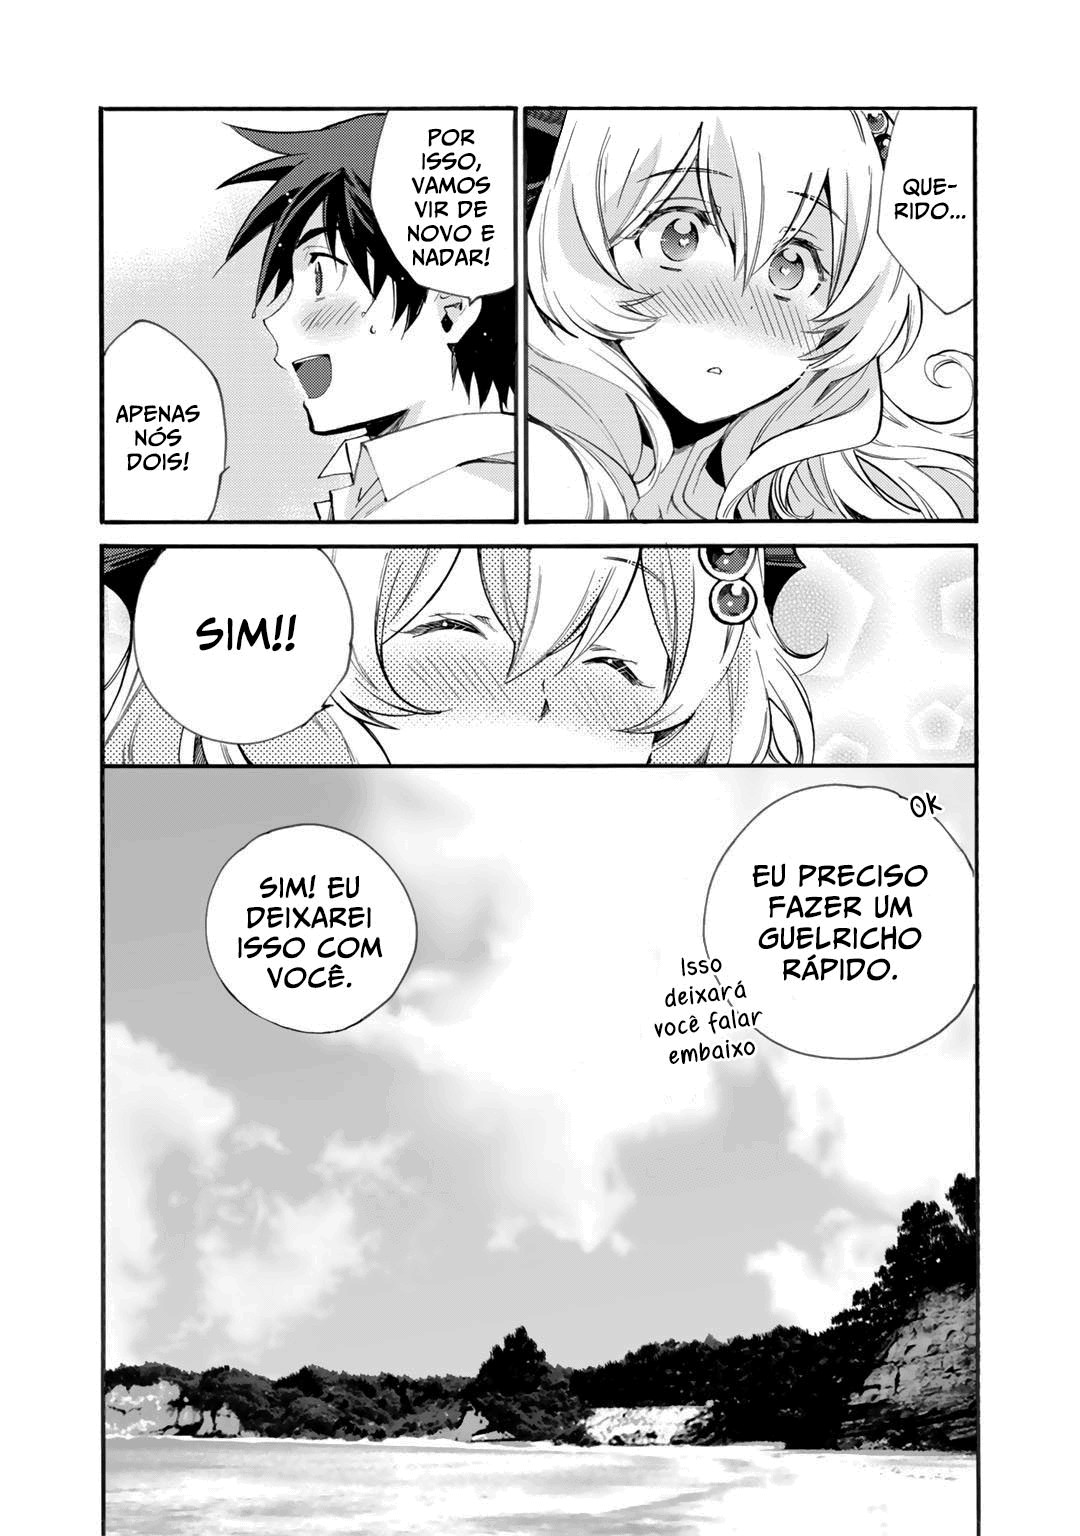 QUE-
RIDO...
POR
ISSO,
VAMOS
VIR DE
NOVO E
NADAR!
APENAS
NÓS
DOIS!
SIM!!
Ok
EU PRECISO
FAZER UM
GUELRICHO
RÁPIDO.
Isso
deixará
você falar
embaixo
SIM! EU
DEIXAREI
ISSO COM
VOCÊ.